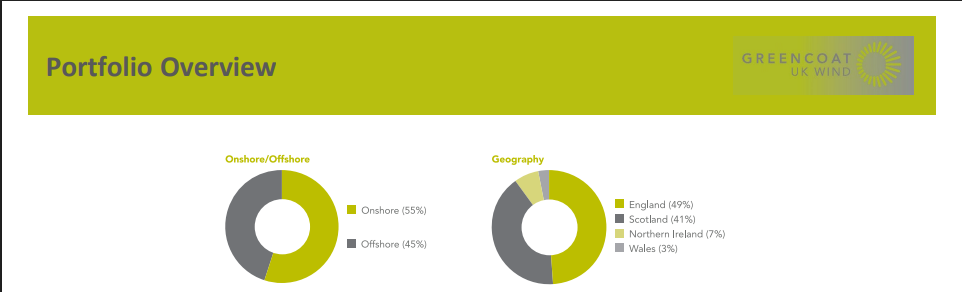 Portfolio Overview
GREENCOAT
UK WIND
Onshore/Offshore
Onshore (55%)
Offshore (45%)
Geography
England (49%)
Scotland (41%)
Northern Ireland (7%)
Wales (3%)